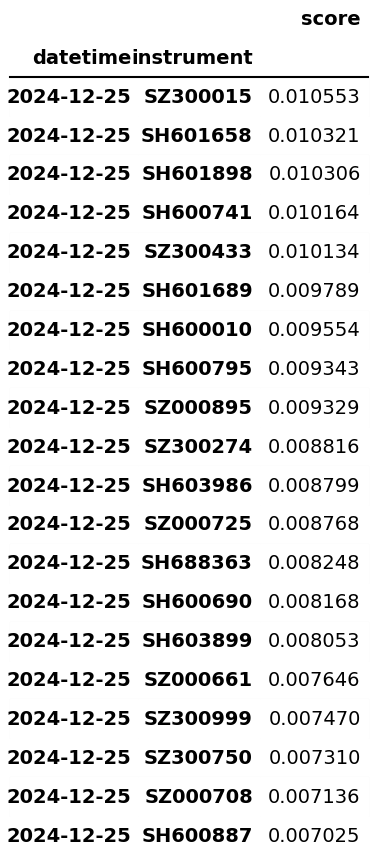 score
datetime instrument
2024-12-25 SZ300015 0.010553
2024-12-25 SH601658 0.010321
2024-12-25 SH601898 0.010306
2024-12-25 SH600741 0.010164
2024-12-25 SZ300433 0.010134
2024-12-25 SH601689 0.009789
2024-12-25 SH600010 0.009554
2024-12-25 SH600795 0.009343
2024-12-25 SZ000895 0.009329
2024-12-25 SZ300274 0.008816
2024-12-25 SH603986 0.008799
2024-12-25 SZ000725 0.008768
2024-12-25 SH688363 0.008248
2024-12-25 SH600690 0.008168
2024-12-25 SH603899 0.008053
2024-12-25 SZ000661 0.007646
2024-12-25 SZ300999 0.007470
2024-12-25 SZ300750 0.007310
2024-12-25 SZ000708 0.007136
2024-12-25 SH600887 0.007025